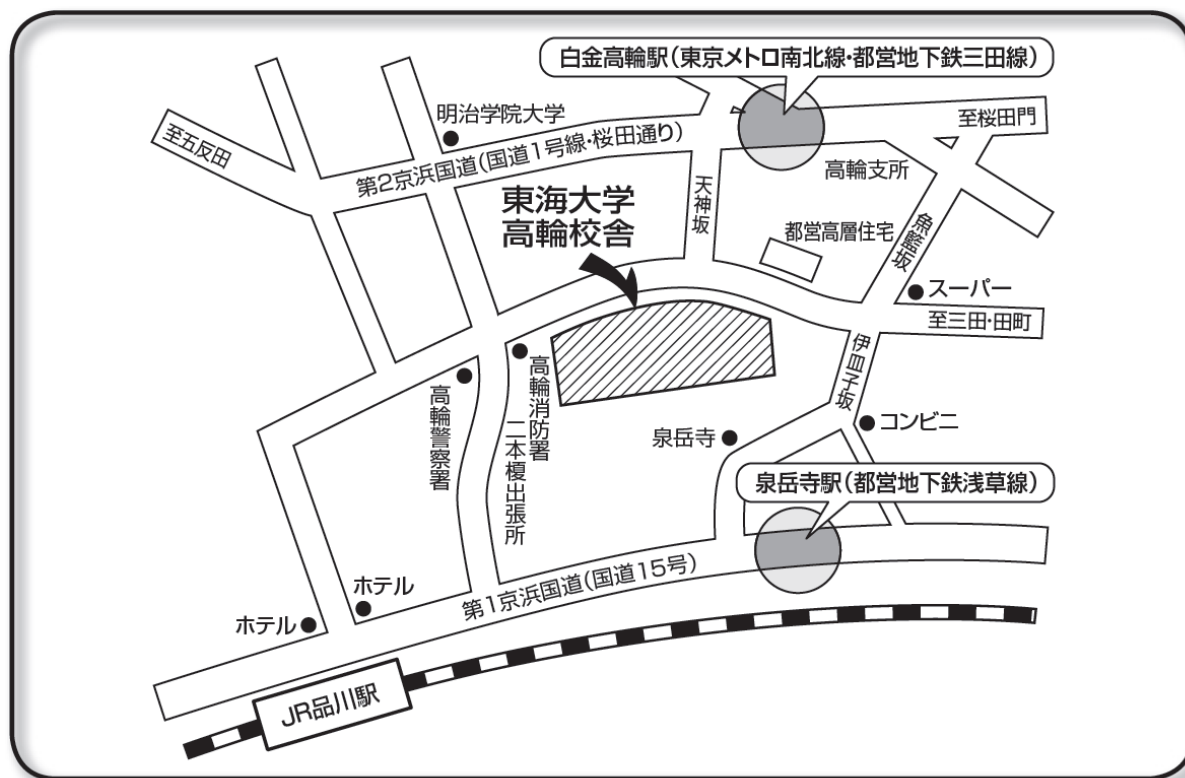 白金高輪駅(東京メトロ南北線・都営地下鉄三田線)
明治学院大学
至五反田
至桜田門
第2京浜国道(国道1号線・桜田通り)
高輪支所
東海大学
高輪校舎
天神坂
都営高層住宅
魚籃坂
スーパー
至三田・田町
伊皿子坂
高輪消防署
二本榎出張所
高輪警察署
コンビニ
泉岳寺
泉岳寺駅(都営地下鉄浅草線)
第1京浜国道(国道15号)
ホテル
ホテル
JR品川駅